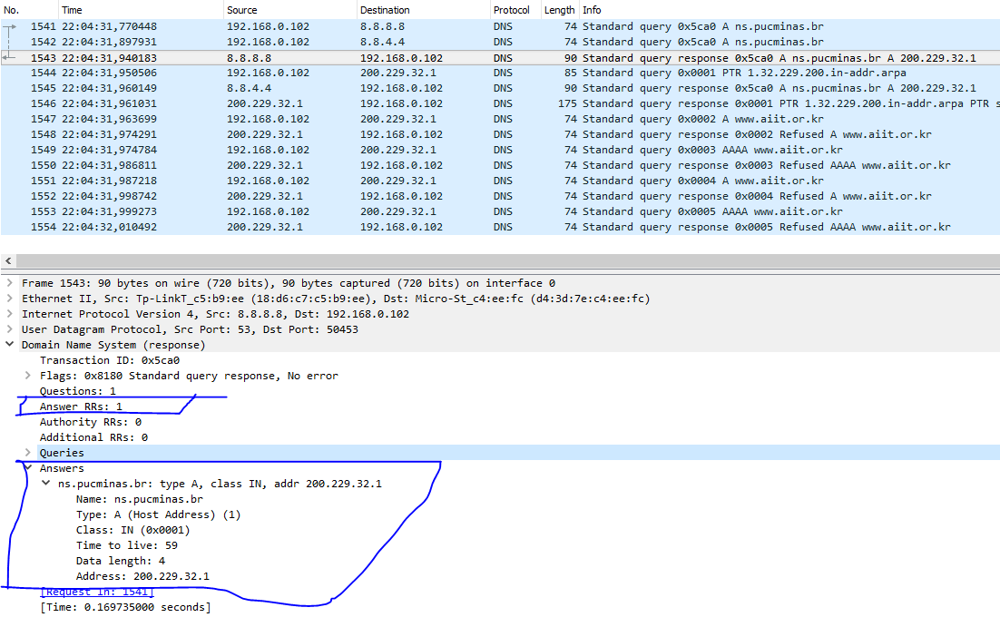 No. Time Source Destination Protocol Length Info
1541 22:04:31,770448 192.168.0.102 8.8.8.8 DNS 74 Standard query 0x5ca0 A ns.pucminas.br
1542 22:04:31,897931 192.168.0.102 8.8.4.4 DNS 74 Standard query 0x5ca0 A ns.pucminas.br
1543 22:04:31,940183 8.8.8.8 192.168.0.102 DNS 90 Standard query response 0x5ca0 A ns.pucminas.br A 200.229.32.1
1544 22:04:31,950506 192.168.0.102 200.229.32.1 DNS 85 Standard query 0x0001 PTR 1.32.229.200.in-addr.arpa
1545 22:04:31,960149 8.8.4.4 192.168.0.102 DNS 90 Standard query response 0x5ca0 A ns.pucminas.br A 200.229.32.1
1546 22:04:31,961031 200.229.32.1 192.168.0.102 DNS 175 Standard query response 0x0001 PTR 1.32.229.200.in-addr.arpa PTR s
1547 22:04:31,963699 192.168.0.102 200.229.32.1 DNS 74 Standard query 0x0002 A www.aiit.or.kr
1548 22:04:31,974291 200.229.32.1 192.168.0.102 DNS 74 Standard query response 0x0002 Refused A www.aiit.or.kr
1549 22:04:31,974784 192.168.0.102 200.229.32.1 DNS 74 Standard query 0x0003 AAAA www.aiit.or.kr
1550 22:04:31,986811 200.229.32.1 192.168.0.102 DNS 74 Standard query response 0x0003 Refused AAAA www.aiit.or.kr
1551 22:04:31,987218 192.168.0.102 200.229.32.1 DNS 74 Standard query 0x0004 A www.aiit.or.kr
1552 22:04:31,998742 200.229.32.1 192.168.0.102 DNS 74 Standard query response 0x0004 Refused A www.aiit.or.kr
1553 22:04:31,999273 192.168.0.102 200.229.32.1 DNS 74 Standard query 0x0005 AAAA www.aiit.or.kr
1554 22:04:32,010492 200.229.32.1 192.168.0.102 DNS 74 Standard query response 0x0005 Refused AAAA www.aiit.or.kr
Frame 1543: 90 bytes on wire (720 bits), 90 bytes captured (720 bits) on interface 0
Ethernet II, Src: Tp-LinkT_c5:b9:ee (18:d6:c7:c5:b9:ee), Dst: Micro-St_c4:ee:fc (d4:3d:7e:c4:ee:fc)
Internet Protocol Version 4, Src: 8.8.8.8, Dst: 192.168.0.102
User Datagram Protocol, Src Port: 53, Dst Port: 50453
Domain Name System (response)
Transaction ID: 0x5ca0
Flags: 0x8180 Standard query response, No error
Questions: 1
Answer RRs: 1
Authority RRs: 0
Additional RRs: 0
Queries
Answers
ns.pucminas.br: type A, class IN, addr 200.229.32.1
Name: ns.pucminas.br
Type: A (Host Address) (1)
Class: IN (0x0001)
Time to live: 59
Data length: 4
Address: 200.229.32.1
[Request In: 1541]
[Time: 0.169735000 seconds]